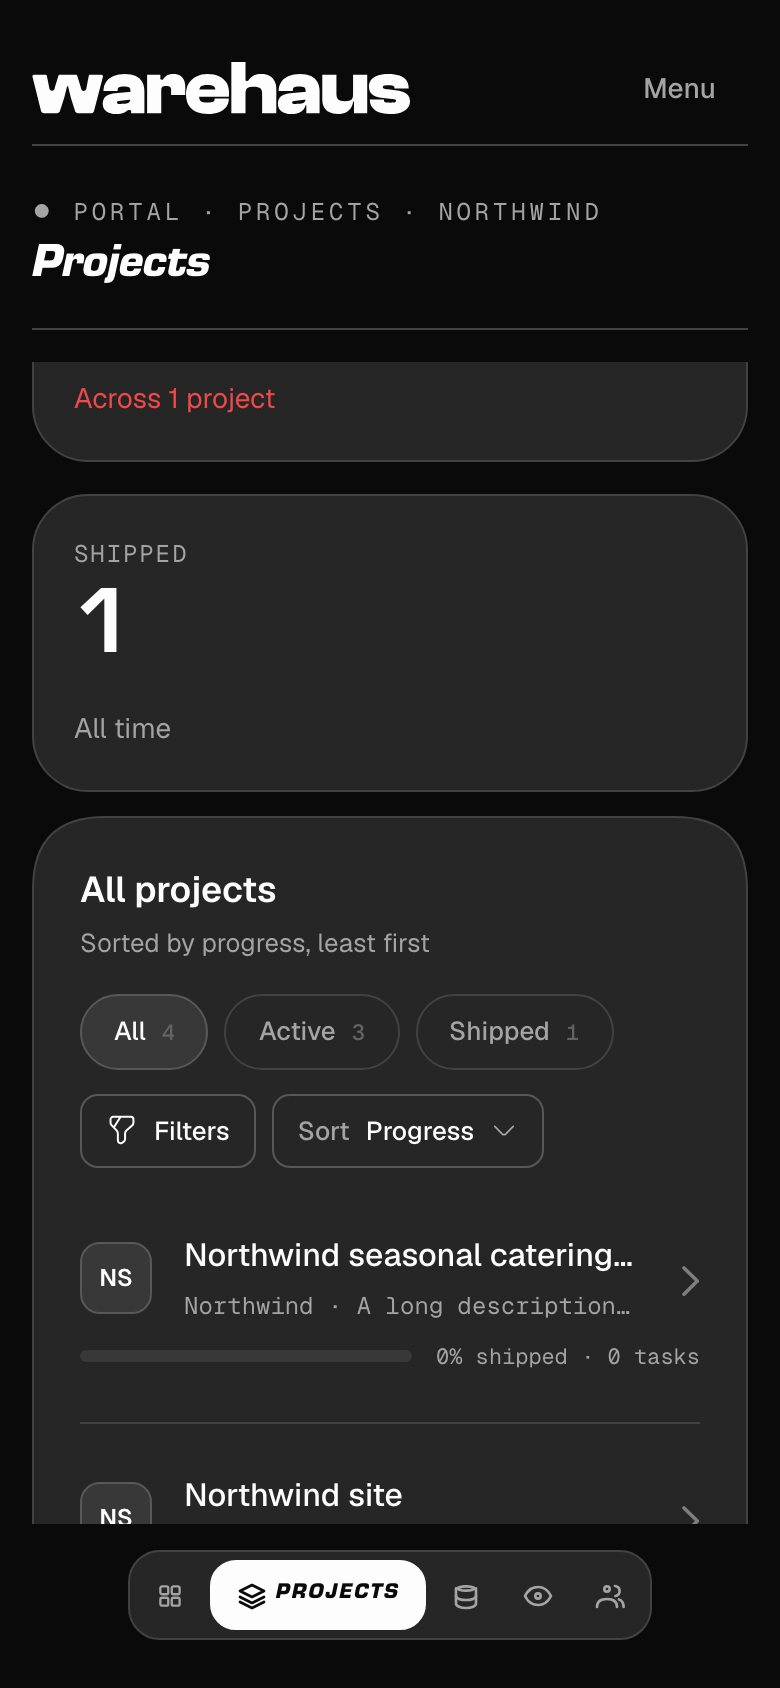 warehaus
Menu
PORTAL · PROJECTS · NORTHWIND
Projects
Across 1 project
SHIPPED
1
All time
All projects
Sorted by progress, least first
All 4
Active 3
Shipped 1
Filters
Sort Progress
NS
Northwind seasonal catering…
Northwind · A long description…
0% shipped · 0 tasks
NS
Northwind site
PROJECTS